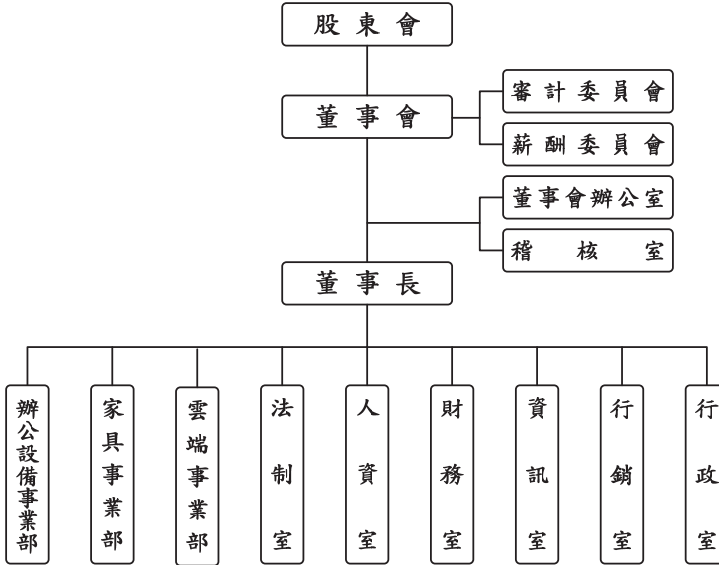 股東會
董事會
審計委員會
薪酬委員會
董事會辦公室
稽核室
董事長
辦公設備事業部
家具事業部
雲端事業部
法制室
人資室
財務室
資訊室
行銷室
行政室